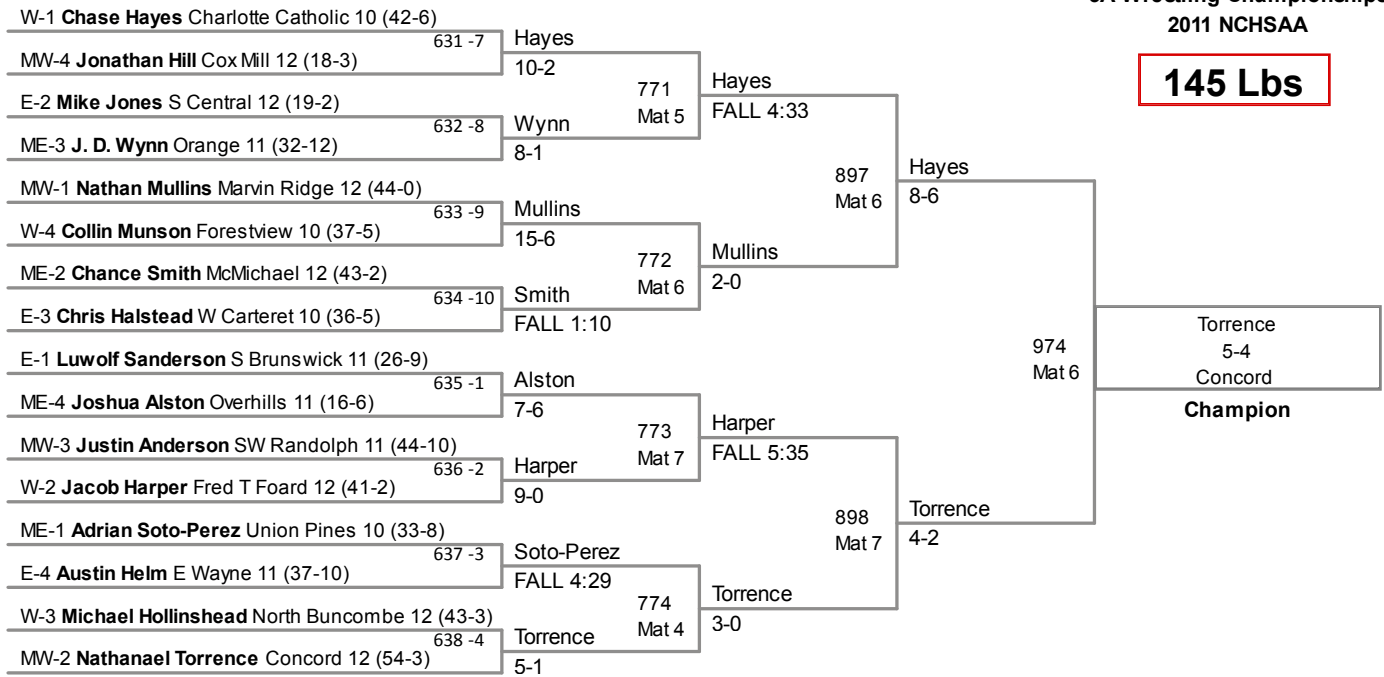 3A Wrestling Championships
2011 NCHSAA
145 Lbs
W-1 Chase Hayes Charlotte Catholic 10 (42-6)
631 -7
MW-4 Jonathan Hill Cox Mill 12 (18-3)
Hayes
10-2
E-2 Mike Jones S Central 12 (19-2)
632 -8
ME-3 J. D. Wynn Orange 11 (32-12)
Wynn
8-1
771
Mat 5
Hayes
FALL 4:33
MW-1 Nathan Mullins Marvin Ridge 12 (44-0)
633 -9
W-4 Collin Munson Forestview 10 (37-5)
Mullins
15-6
ME-2 Chance Smith McMichael 12 (43-2)
634 -10
E-3 Chris Halstead W Carteret 10 (36-5)
Smith
FALL 1:10
772
Mat 6
Mullins
2-0
897
Mat 6
Hayes
8-6
E-1 Luwolf Sanderson S Brunswick 11 (26-9)
635 -1
ME-4 Joshua Alston Overhills 11 (16-6)
Alston
7-6
MW-3 Justin Anderson SW Randolph 11 (44-10)
636 -2
W-2 Jacob Harper Fred T Foard 12 (41-2)
Harper
9-0
773
Mat 7
Harper
FALL 5:35
ME-1 Adrian Soto-Perez Union Pines 10 (33-8)
637 -3
E-4 Austin Helm E Wayne 11 (37-10)
Soto-Perez
FALL 4:29
W-3 Michael Hollinshead North Buncombe 12 (43-3)
638 -4
MW-2 Nathanael Torrence Concord 12 (54-3)
Torrence
5-1
774
Mat 4
Torrence
3-0
898
Mat 7
Torrence
4-2
974
Mat 6
Torrence
5-4
Concord
Champion